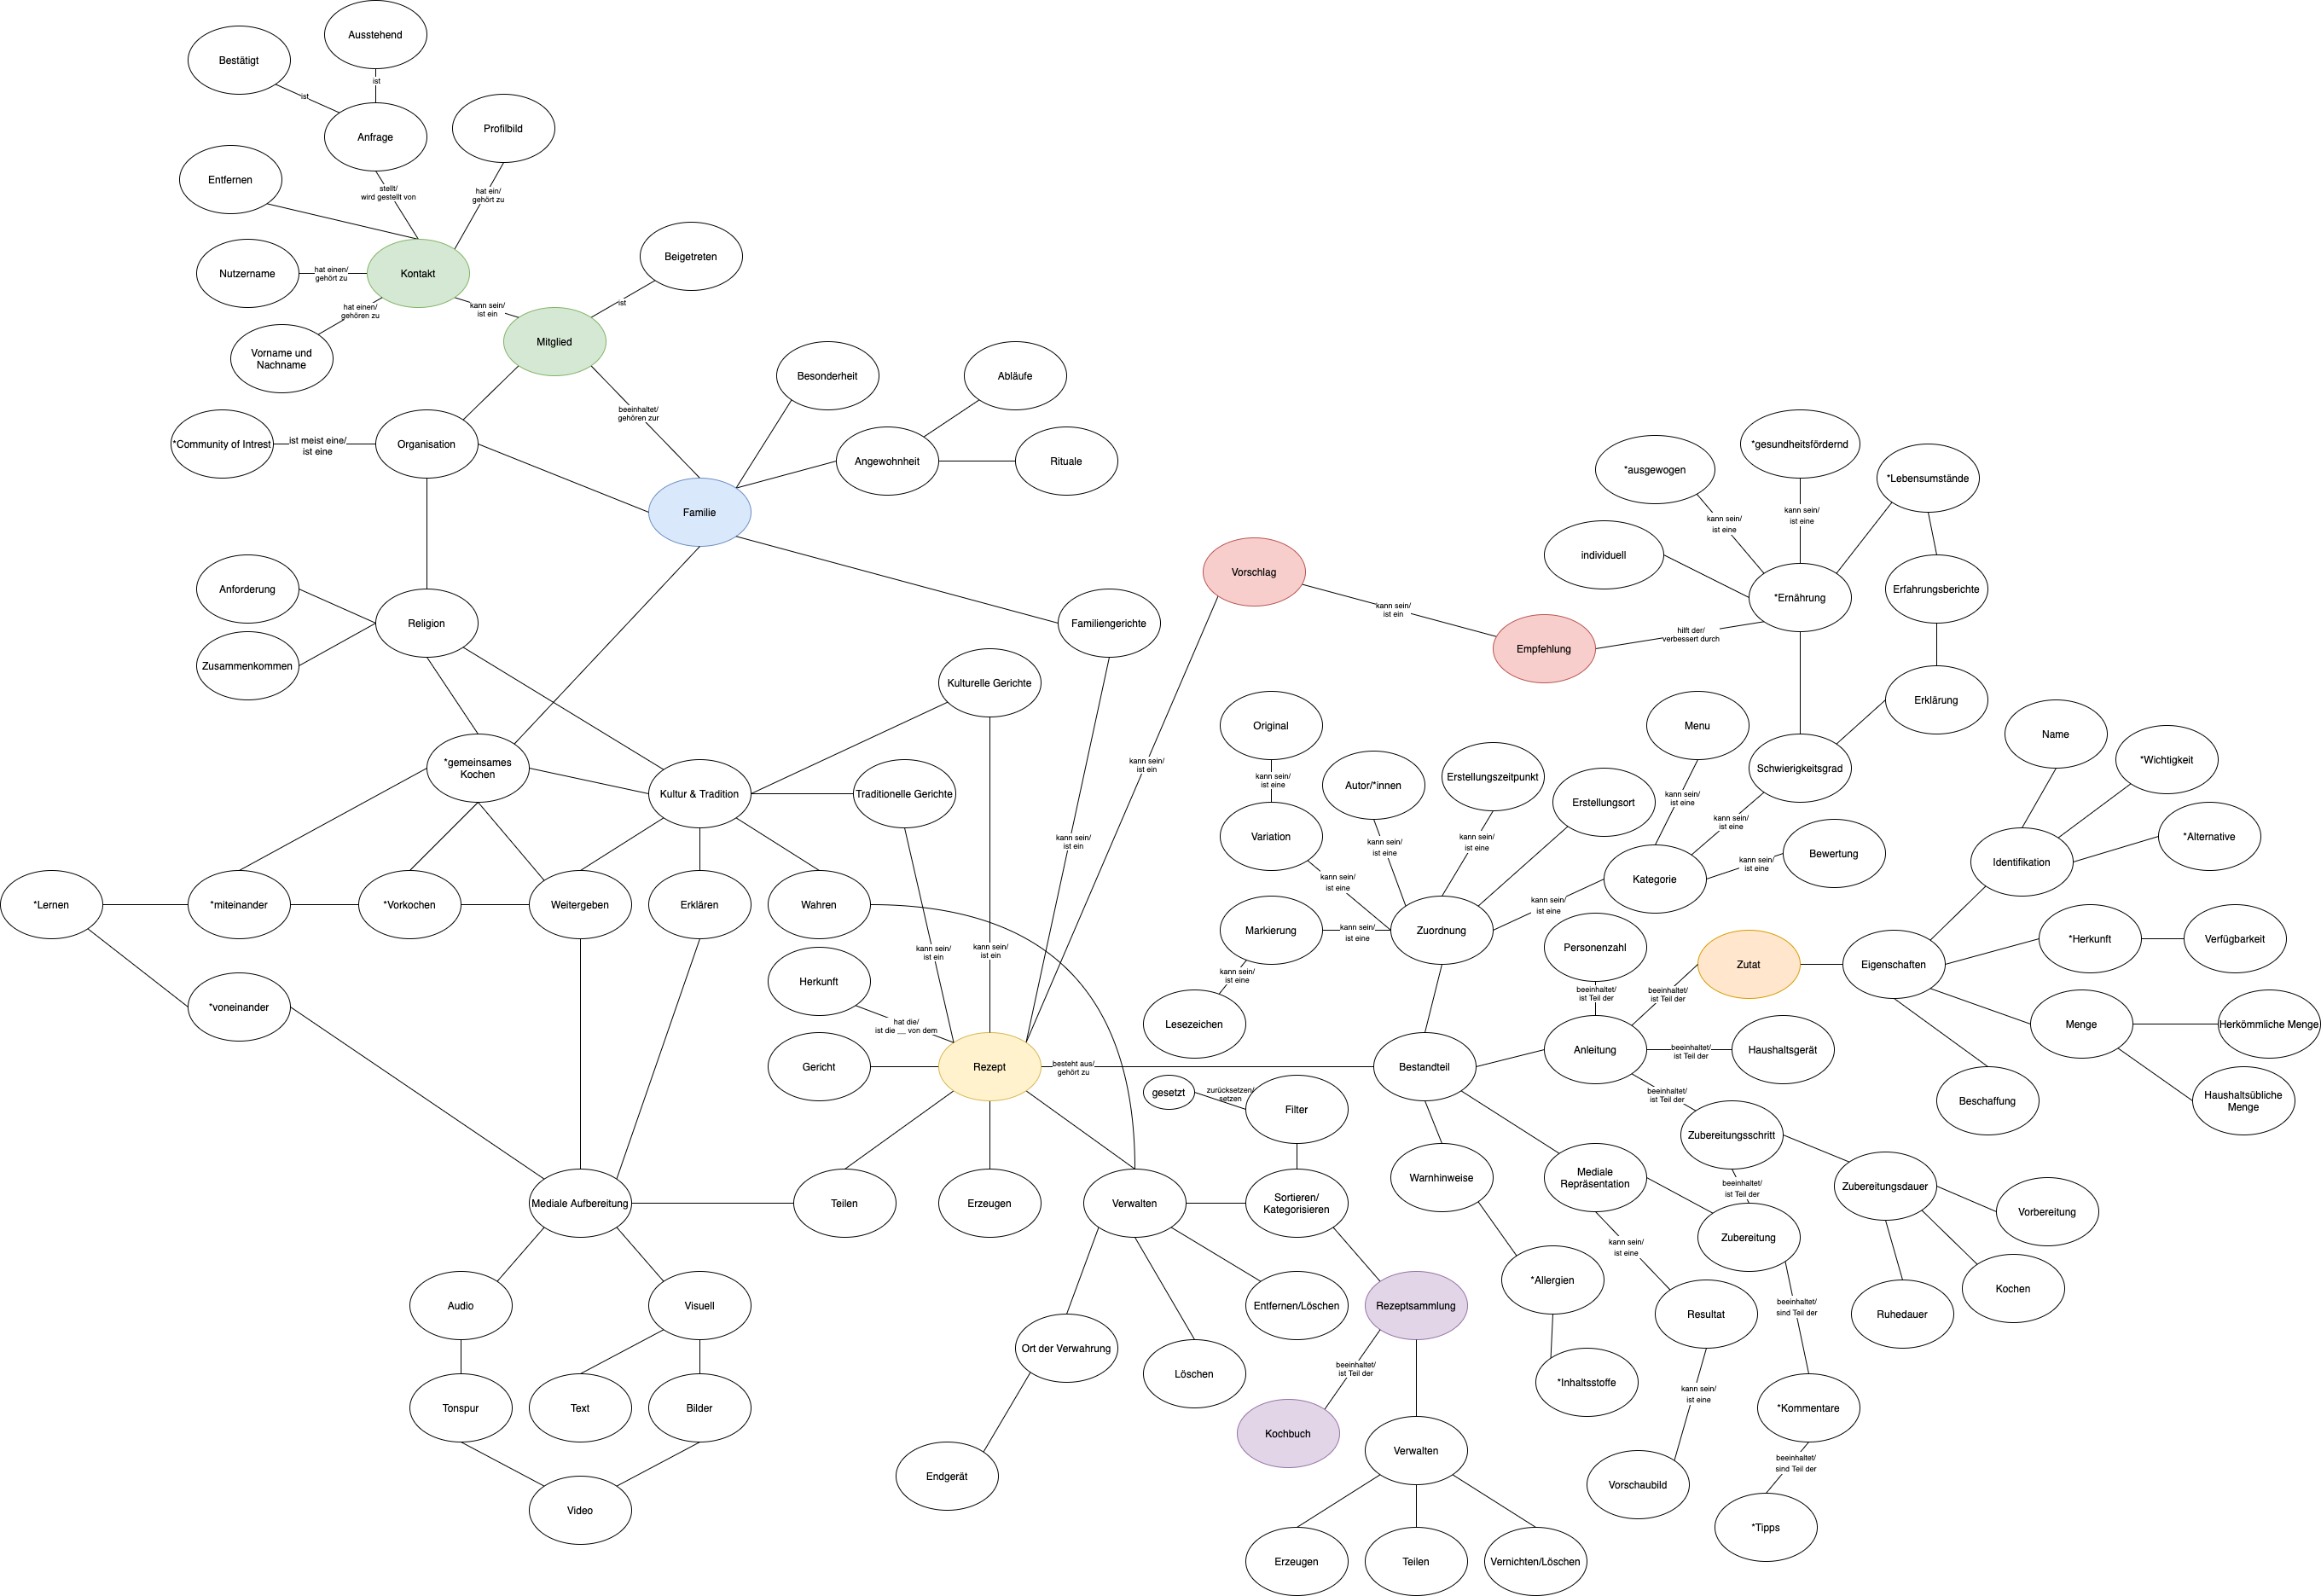 Ausstehend
Bestätigt
ist
ist
Anfrage
Profilbild
Entfernen
stellt/
wird gestellt von
hat ein/
gehört zu
Nutzername
hat einen/
gehört zu
Kontakt
Beigetreten
ist
hat einen/
gehören zu
kann sein/
ist ein
Vorname und
Nachname
Mitglied
Besonderheit
Abläufe
beeinhaltet/
gehören zur
*Community of Intrest
ist meist eine/
ist eine
Organisation
Angewohnheit
Rituale
Familie
*ausgewogen
*gesundheitsfördernd
*Lebensumstände
kann sein/
ist eine
kann sein/
ist eine
individuell
Vorschlag
*Ernährung
Erfahrungsberichte
Anforderung
Religion
Zusammenkommen
Familiengerichte
kann sein/
ist ein
hilft der/
verbessert durch
Empfehlung
Kulturelle Gerichte
Erklärung
Original
Menu
Name
*Wichtigkeit
*gemeinsames
Kochen
Kultur & Tradition
Traditionelle Gerichte
kann sein/
ist ein
kann sein/
ist eine
Autor/*innen
Erstellungszeitpunkt
Erstellungsort
Schwierigkeitsgrad
kann sein/
ist eine
kann sein/
ist eine
Variation
kann sein/
ist ein
kann sein/
ist eine
kann sein/
ist eine
Bewertung
kann sein/
ist eine
Identifikation
*Alternative
kann sein/
ist eine
Kategorie
*Lernen
*miteinander
*Vorkochen
Weitergeben
Erklären
Wahren
kann sein/
ist eine
Markierung
kann sein/
ist eine
Zuordnung
Personenzahl
*Herkunft
Verfügbarkeit
kann sein/
ist ein
kann sein/
ist ein
Zutat
Eigenschaften
Herkunft
kann sein/
ist eine
beeinhaltet/
ist Teil der
beeinhaltet/
ist Teil der
*voneinander
hat die/
ist die __ von dem
Lesezeichen
Menge
Herkömmliche Menge
Gericht
Rezept
besteht aus/
gehört zu
Bestandteil
Anleitung
beeinhaltet/
ist Teil der
Haushaltsgerät
gesetzt
zurücksetzen/
setzen
Filter
beeinhaltet/
ist Teil der
Beschaffung
Haushaltsübliche
Menge
Zubereitungsschritt
Warnhinweise
Mediale
Repräsentation
beeinhaltet/
ist Teil der
Zubereitungsdauer
Mediale Aufbereitung
Teilen
Erzeugen
Verwalten
Sortieren/
Kategorisieren
Vorbereitung
kann sein/
ist eine
Zubereitung
Audio
Visuell
Entfernen/Löschen
Rezeptsammlung
*Allergien
Resultat
beeinhaltet/
sind Teil der
Ruhedauer
Kochen
Ort der Verwahrung
Löschen
beeinhaltet/
ist Teil der
*Inhaltsstoffe
kann sein/
ist eine
Tonspur
Text
Bilder
Kochbuch
*Kommentare
Endgerät
Verwalten
beeinhaltet/
sind Teil der
Vorschaubild
Video
*Tipps
Erzeugen
Teilen
Vernichten/Löschen